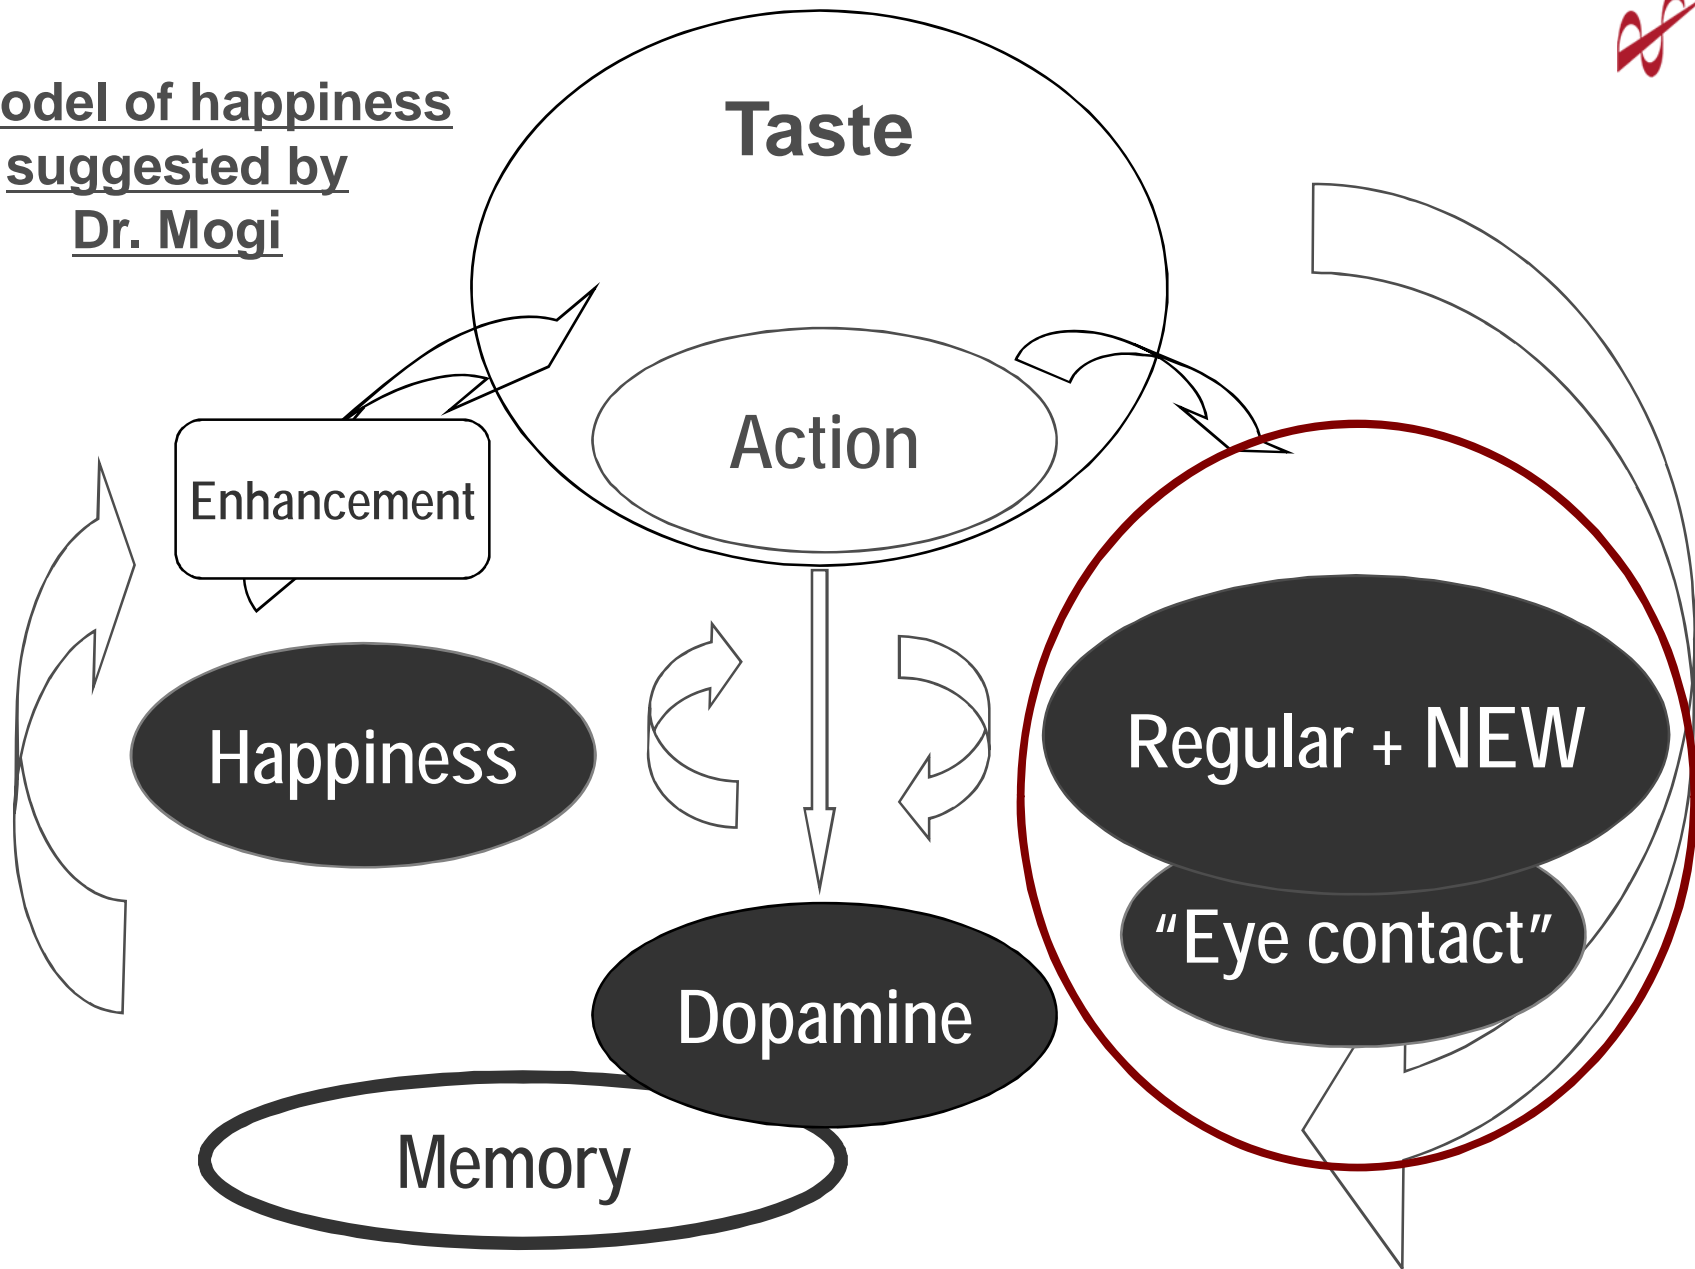 odel of happiness
suggested by
Dr. Mogi
Taste
Action
Enhancement
Happiness
Regular + NEW
“Eye contact”
Dopamine
Memory